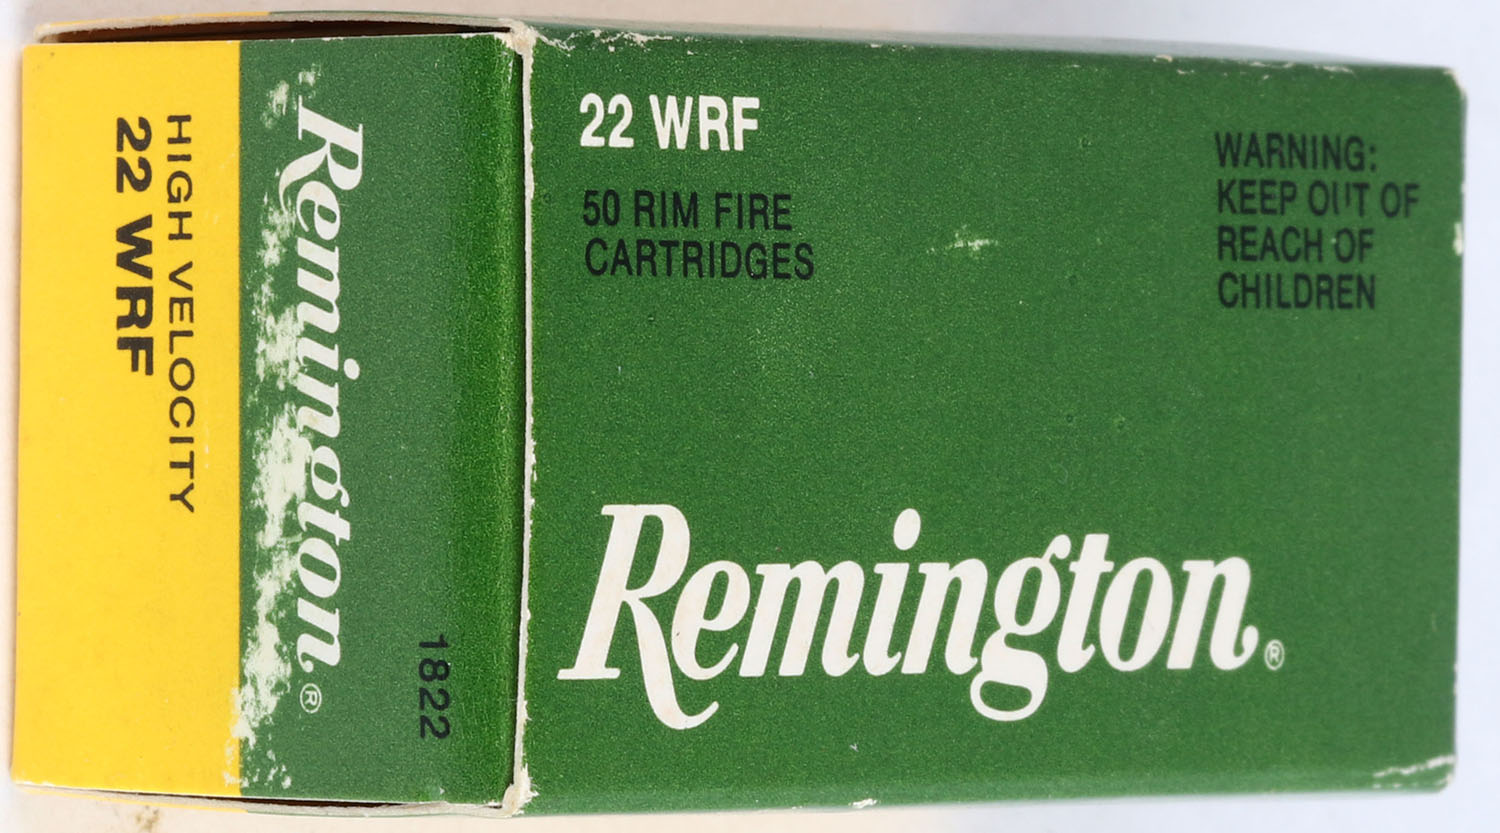 22 WRF
50 RIM FIRE
CARTRIDGES
WARNING:
KEEP OUT OF
REACH OF
CHILDREN
Remington®
1822
Remington®
HIGH VELOCITY
22 WRF